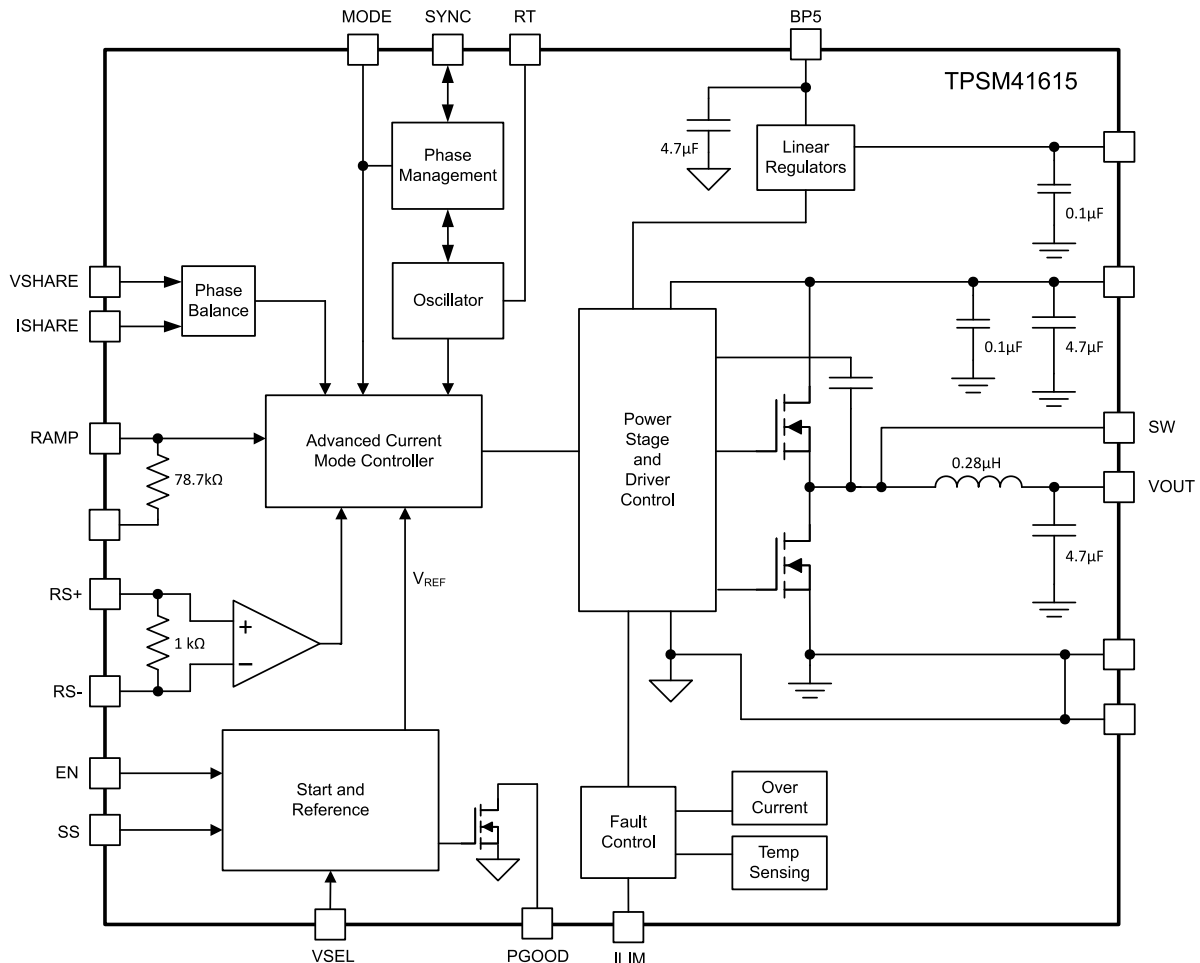 MODE
SYNC
RT
BP5
TPSM41615
4.7µF
Linear
Regulators
Phase
Management
0.1µF
VSHARE
Phase
Balance
Oscillator
ISHARE
0.1µF
4.7µF
RAMP
Advanced Current
Mode Controller
Power
Stage
and
Driver
Control
SW
78.7kΩ
0.28µH
VOUT
4.7µF
VREF
RS+
+
1 kΩ
−
RS-
EN
Start and
Reference
SS
Fault
Control
Over
Current
Temp
Sensing
VSEL
PGOOD
ILIM